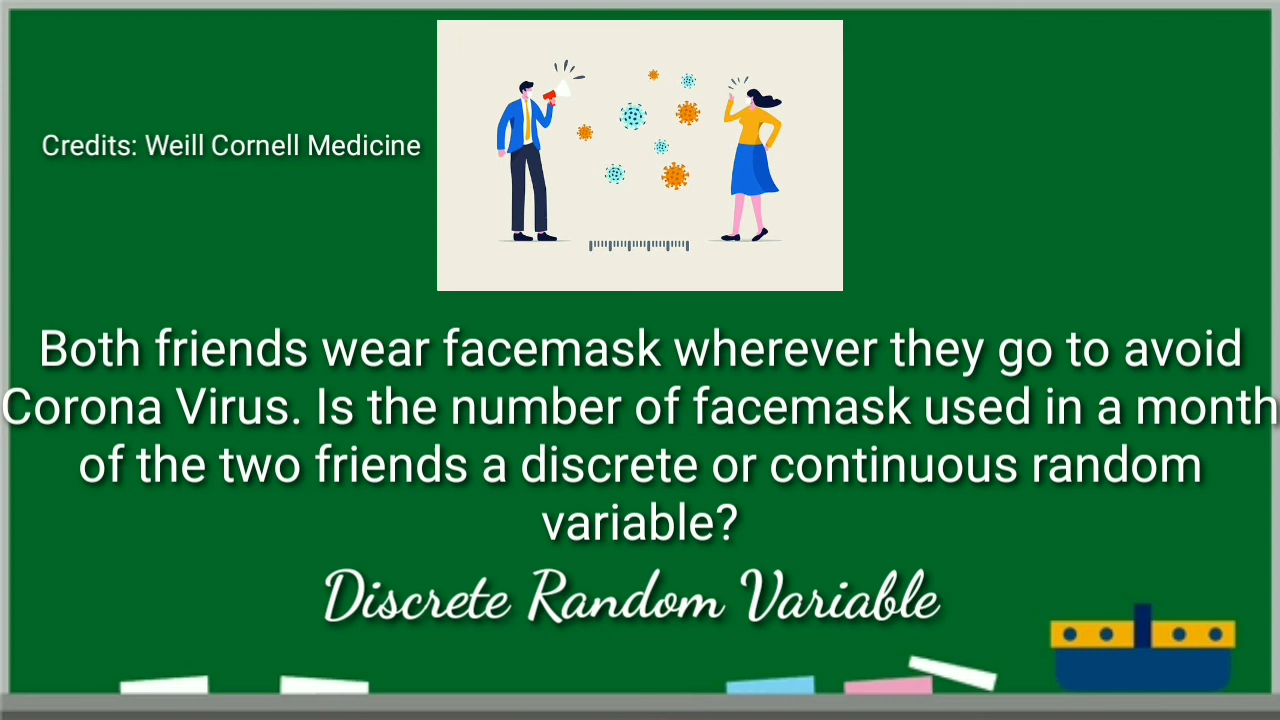 Credits: Weill Cornell Medicine
Both friends wear facemask wherever they go to avoid
Corona Virus. Is the number of facemask used in a month
of the two friends a discrete or continuous random
variable?
Discrete Random Variable